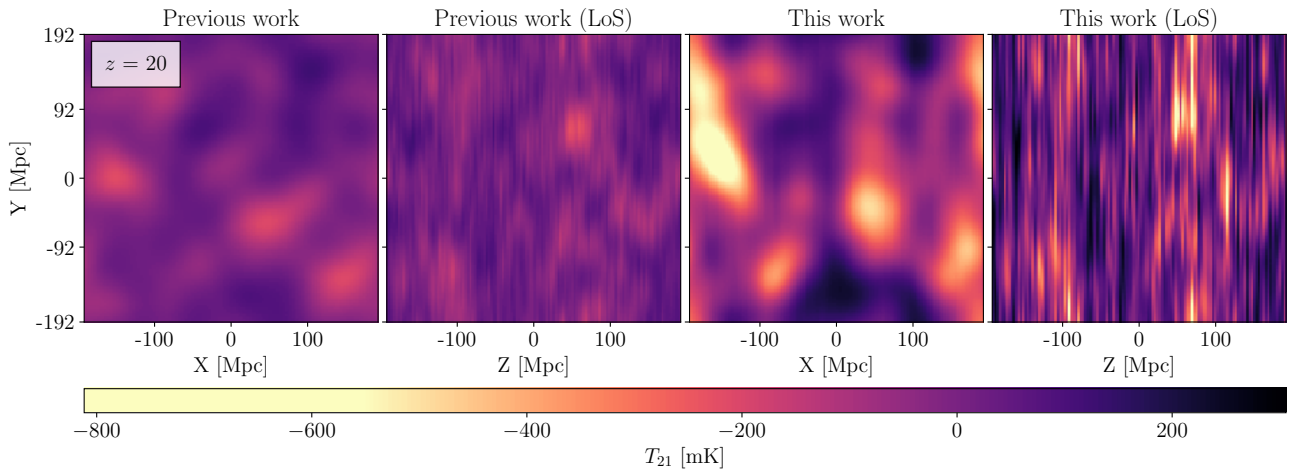 Previous work
Previous work (LoS)
This work
This work (LoS)
z = 20
Y [Mpc]
192
92
0
-92
-192
-100 0 100
-100 0 100
-100 0 100
-100 0 100
X [Mpc]
Z [Mpc]
X [Mpc]
Z [Mpc]
−800 −600 −400 −200 0 200
T₂₁ [mK]